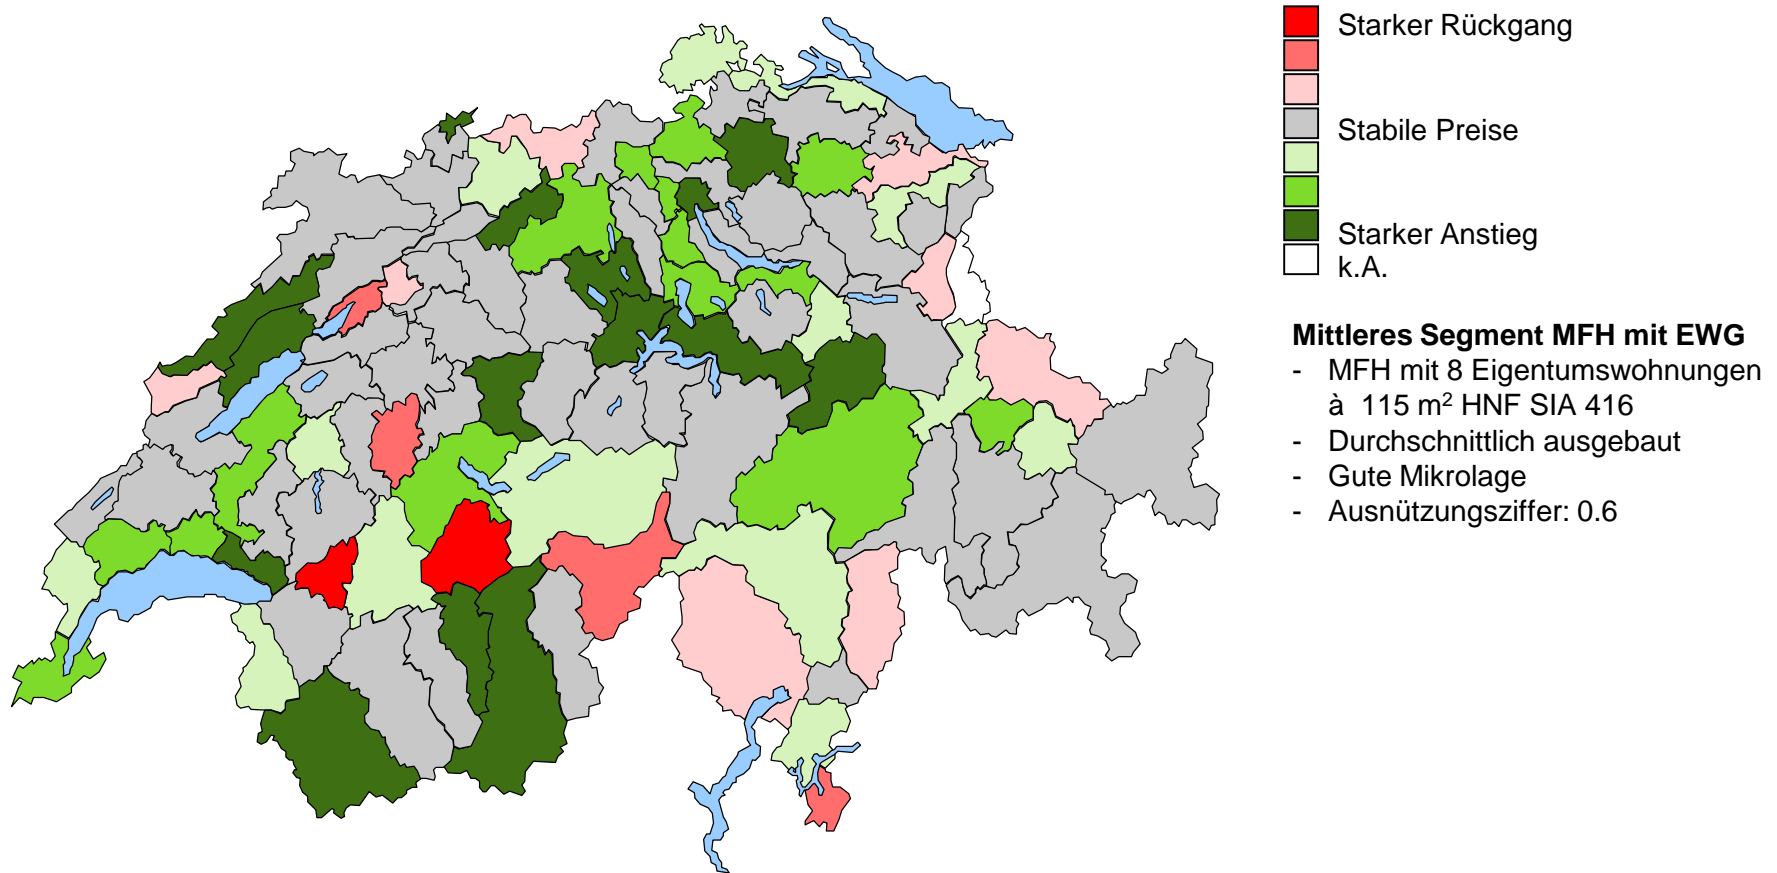 Starker Rückgang
Stabile Preise
Starker Anstieg
k.A.
Mittleres Segment MFH mit EWG
- MFH mit 8 Eigentumswohnungen
à 115 m² HNF SIA 416
- Durchschnittlich ausgebaut
- Gute Mikrolage
- Ausnützungsziffer: 0.6